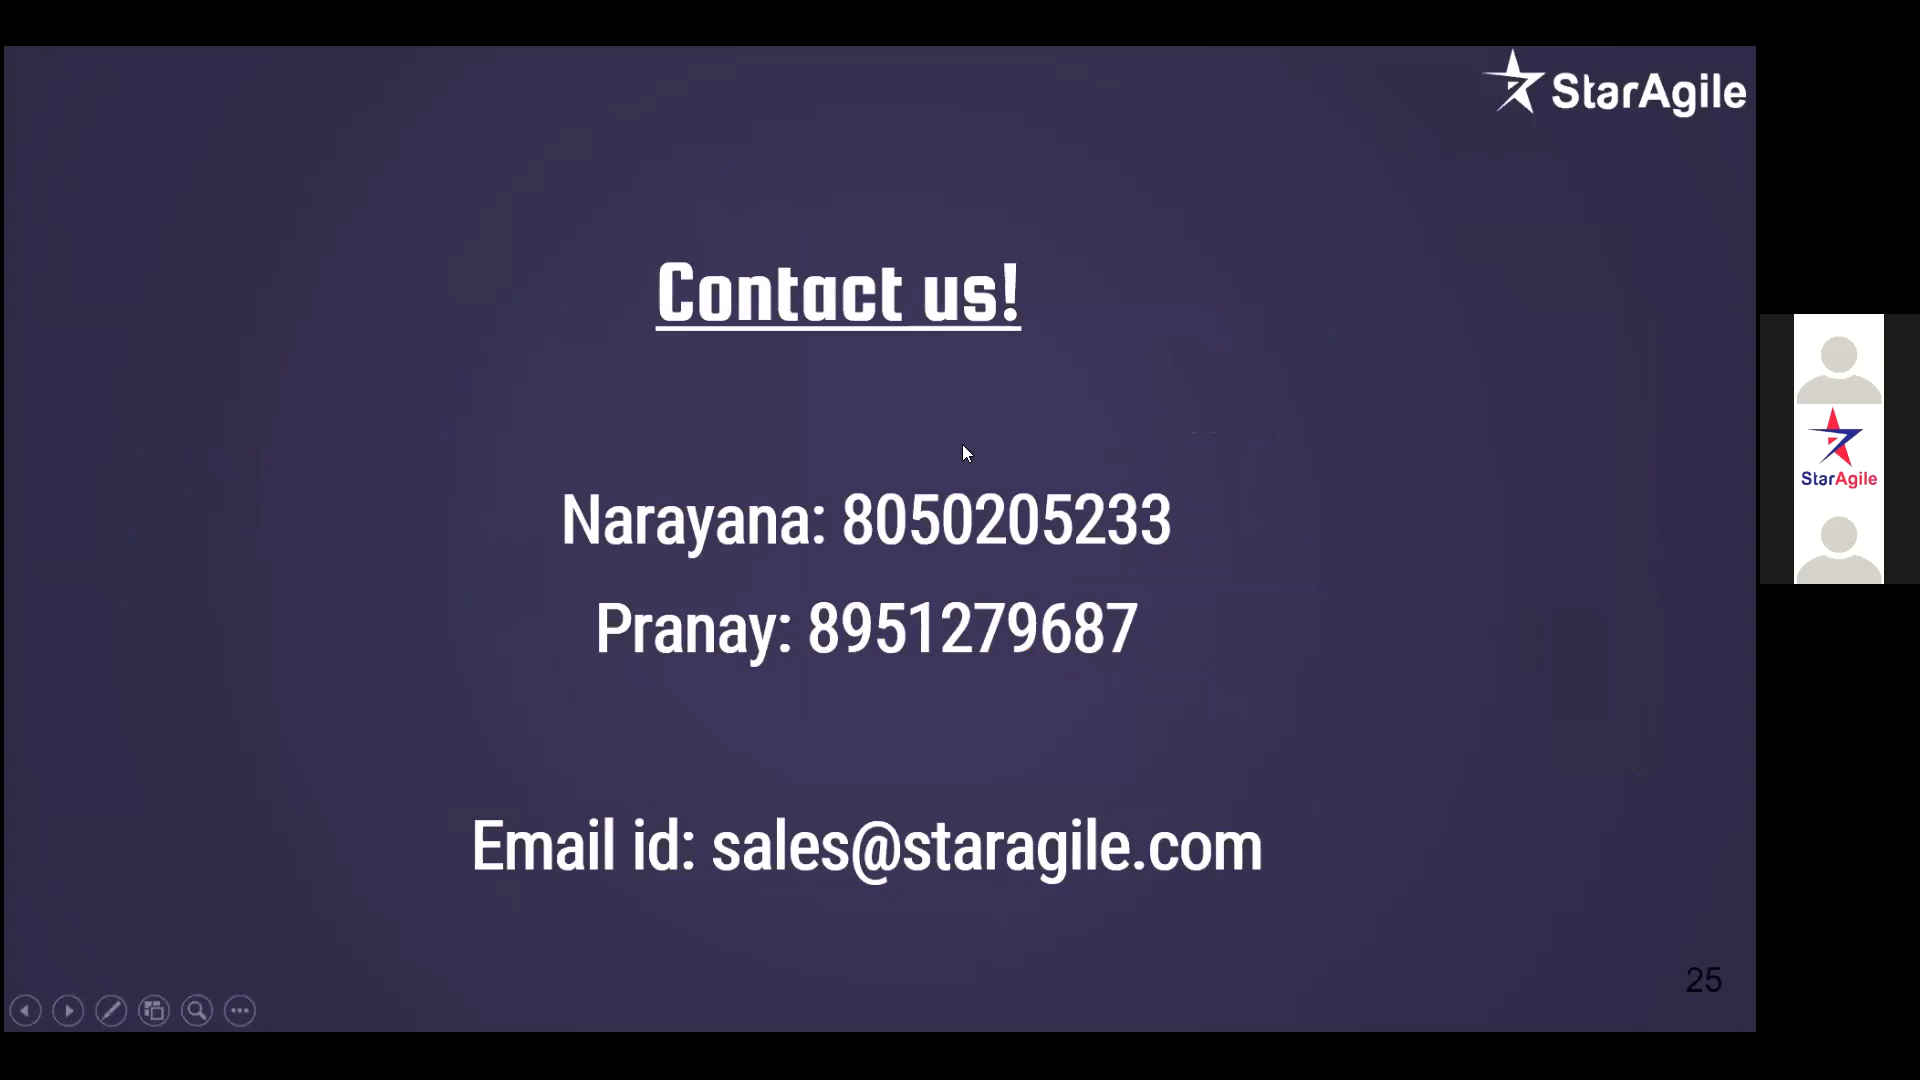 StarAgile
Contact us!
Narayana: 8050205233
Pranay: 8951279687
StarAgile
Email id: sales@staragile.com
25